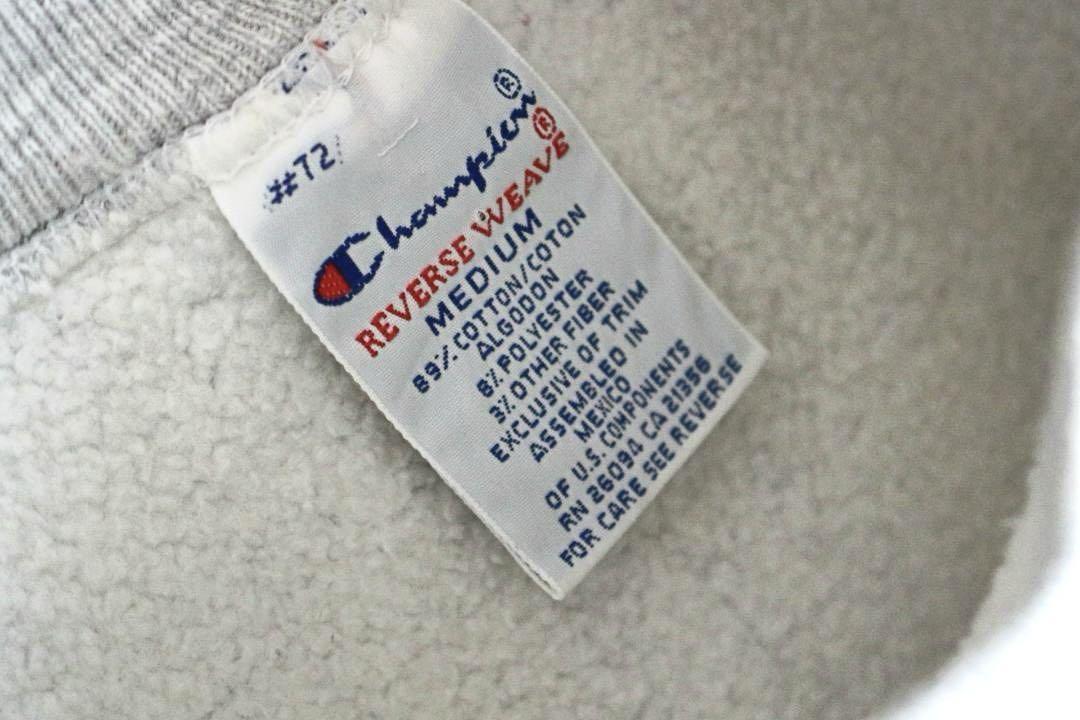 #T2
Champion®
REVERSE WEAVE®
MEDIUM
89% COTTON/COTON
ALGODON
8% POLYESTER
3% OTHER FIBER
EXCLUSIVE OF TRIM
ASSEMBLED IN
MEXICO
OF U.S. COMPONENTS
RN 26094 CA 21356
FOR CARE SEE REVERSE